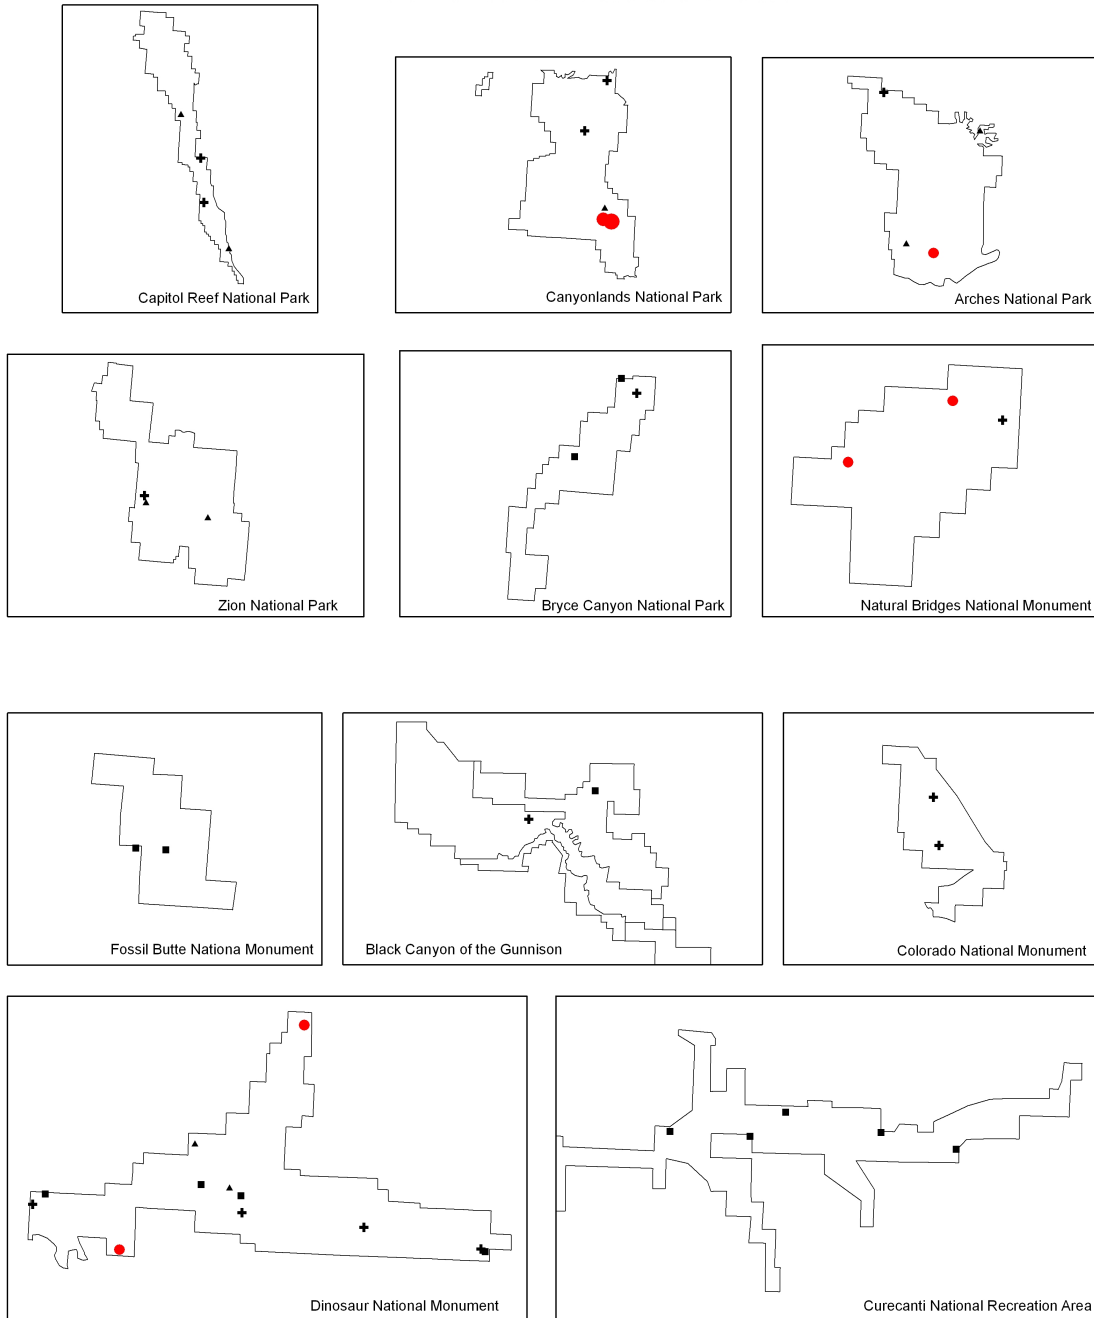 Capitol Reef National Park
Canyonlands National Park
Arches National Park
Zion National Park
Bryce Canyon National Park
Natural Bridges National Monument
Fossil Butte Nationa Monument
Black Canyon of the Gunnison
Colorado National Monument
Dinosaur National Monument
Curecanti National Recreation Area